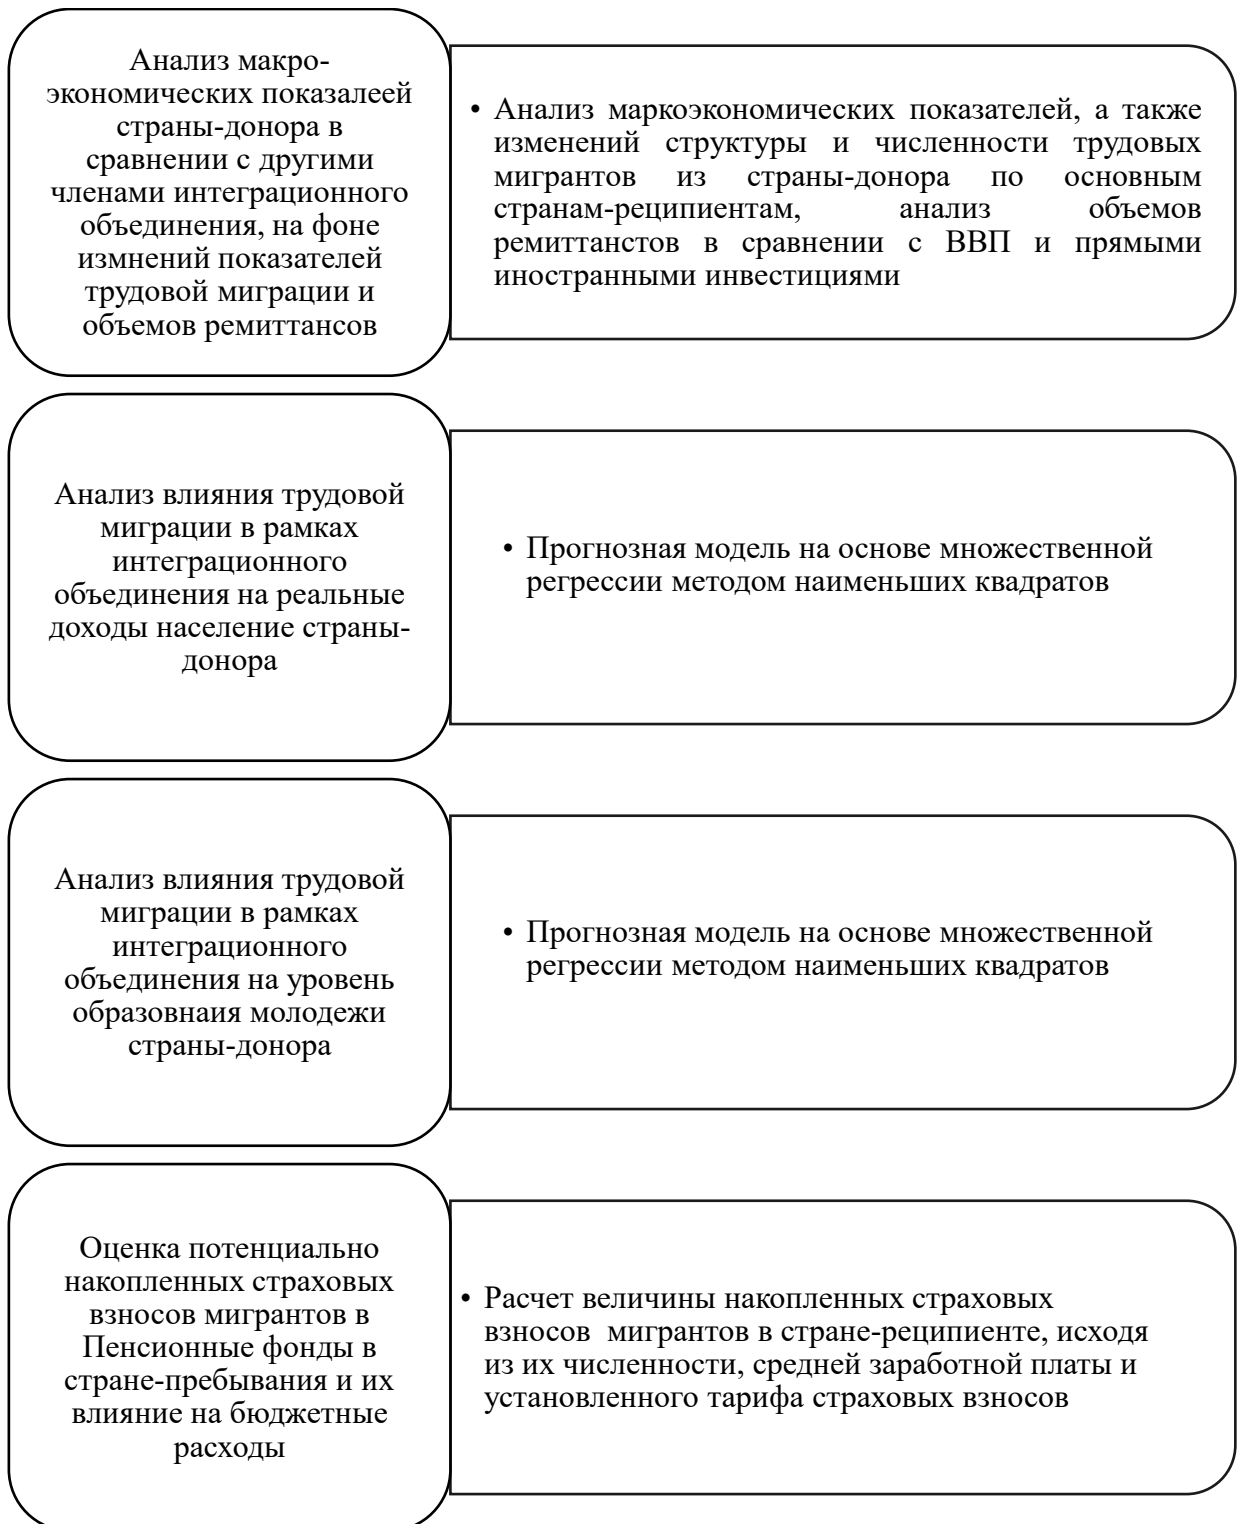 Анализ макро-
экономических показалеей
страны-донора в
сравнении с другими
членами интеграционного
объединения, на фоне
измнений показателей
трудовой миграции и
объемов ремиттансов
• Анализ маркоэкономических показателей, а также
изменений структуры и численности трудовых
мигрантов из страны-донора по основным
странам-реципиентам, анализ объемов
ремиттанстов в сравнении с ВВП и прямыми
иностранными инвестициями
Анализ влияния трудовой
миграции в рамках
интеграционного
объединения на реальные
доходы население страны-
донора
• Прогнозная модель на основе множественной
регрессии методом наименьших квадратов
Анализ влияния трудовой
миграции в рамках
интеграционного
объединения на уровень
образовнаия молодежи
страны-донора
• Прогнозная модель на основе множественной
регрессии методом наименьших квадратов
Оценка потенциально
накопленных страховых
взносов мигрантов в
Пенсионные фонды в
стране-пребывания и их
влияние на бюджетные
расходы
• Расчет величины накопленных страховых
взносов мигрантов в стране-реципиенте, исходя
из их численности, средней заработной платы и
установленного тарифа страховых взносов